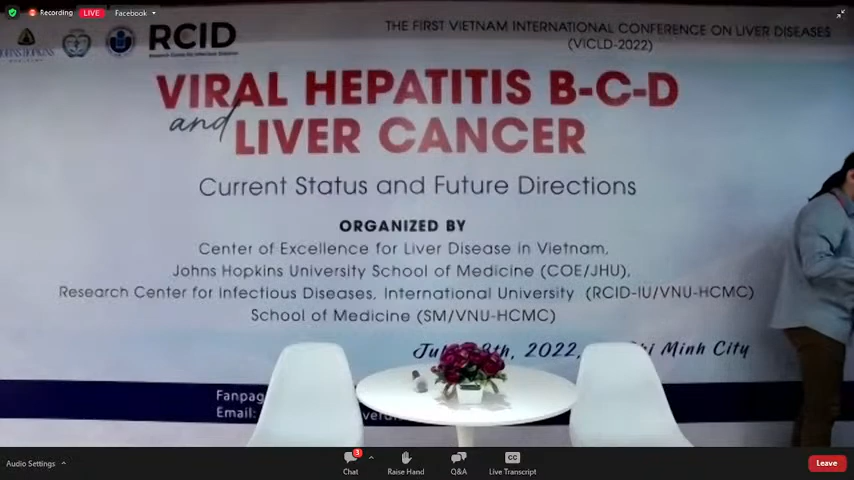 Recording
LIVE
Facebook
RCID
THE FIRST VIETNAM INTERNATIONAL CONFERENCE ON LIVER DISEASES
(VICLD-2022)
VIRAL HEPATITIS B-C-D
and LIVER CANCER
Current Status and Future Directions
ORGANIZED BY
Center of Excellence for Liver Disease in Vietnam,
Johns Hopkins University School of Medicine (COE/JHU),
Research Center for Infectious Diseases, International University (RCID-IU/VNU-HCMC)
School of Medicine (SM/VNU-HCMC)
2022, Minh City
Email:
Audio Settings
3
Chat
Raise Hand
Q&A
CC
Live Transcript
Leave